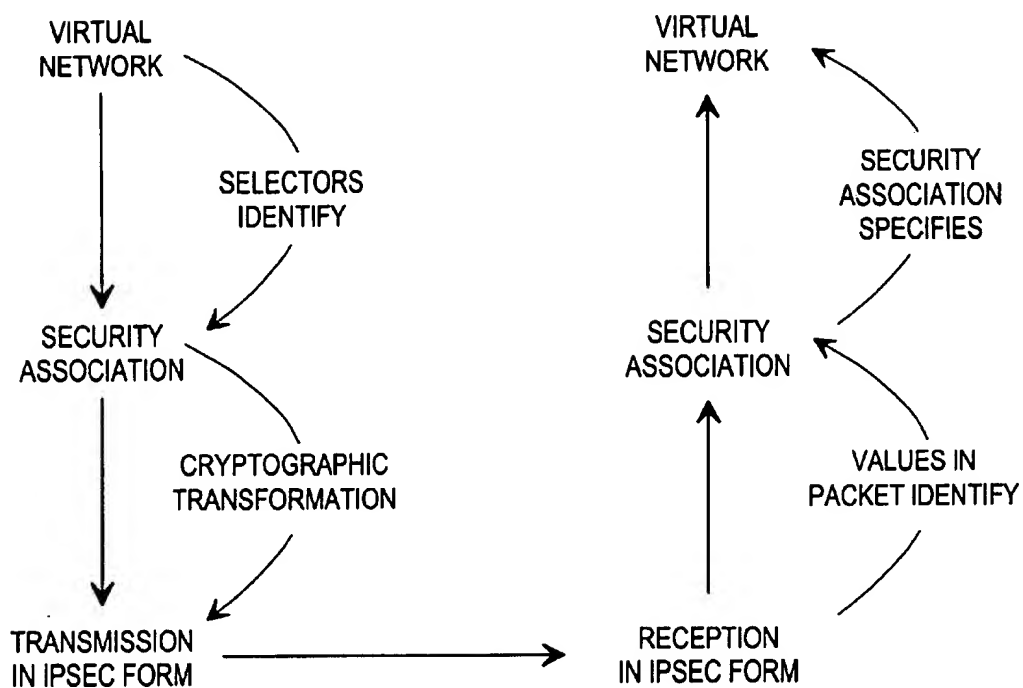 VIRTUAL
NETWORK
SELECTORS
IDENTIFY
SECURITY
ASSOCIATION
CRYPTOGRAPHIC
TRANSFORMATION
TRANSMISSION
IN IPSEC FORM
VIRTUAL
NETWORK
SECURITY
ASSOCIATION
SPECIFIES
SECURITY
ASSOCIATION
VALUES IN
PACKET IDENTIFY
RECEPTION
IN IPSEC FORM